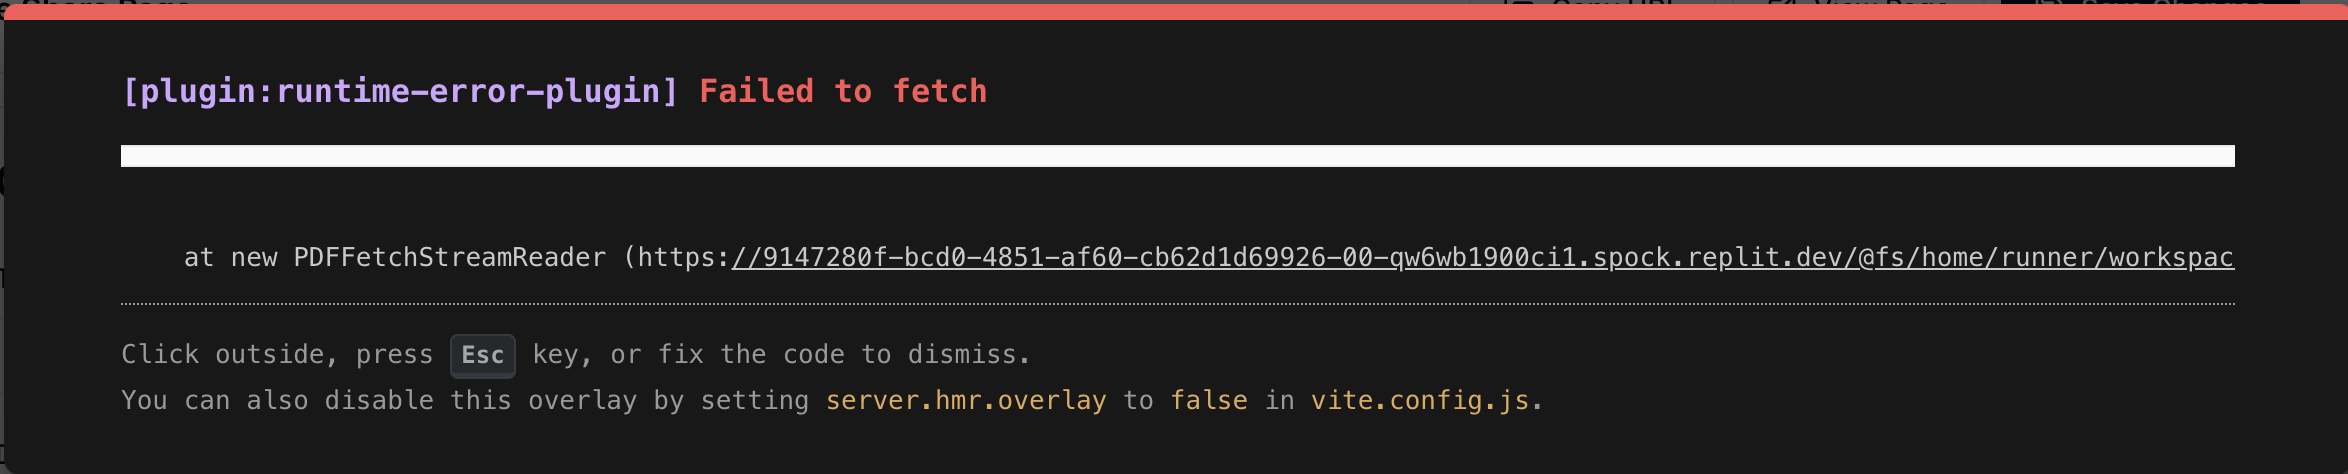 [plugin:runtime-error-plugin] Failed to fetch
at new PDFFetchStreamReader (https://9147280f-bcd0-4851-af60-cb62d1d69926-00-qw6wb1900ci1.spock.replit.dev/@fs/home/runner/workspac
Click outside, press Esc key, or fix the code to dismiss.
You can also disable this overlay by setting server.hmr.overlay to false in vite.config.js.